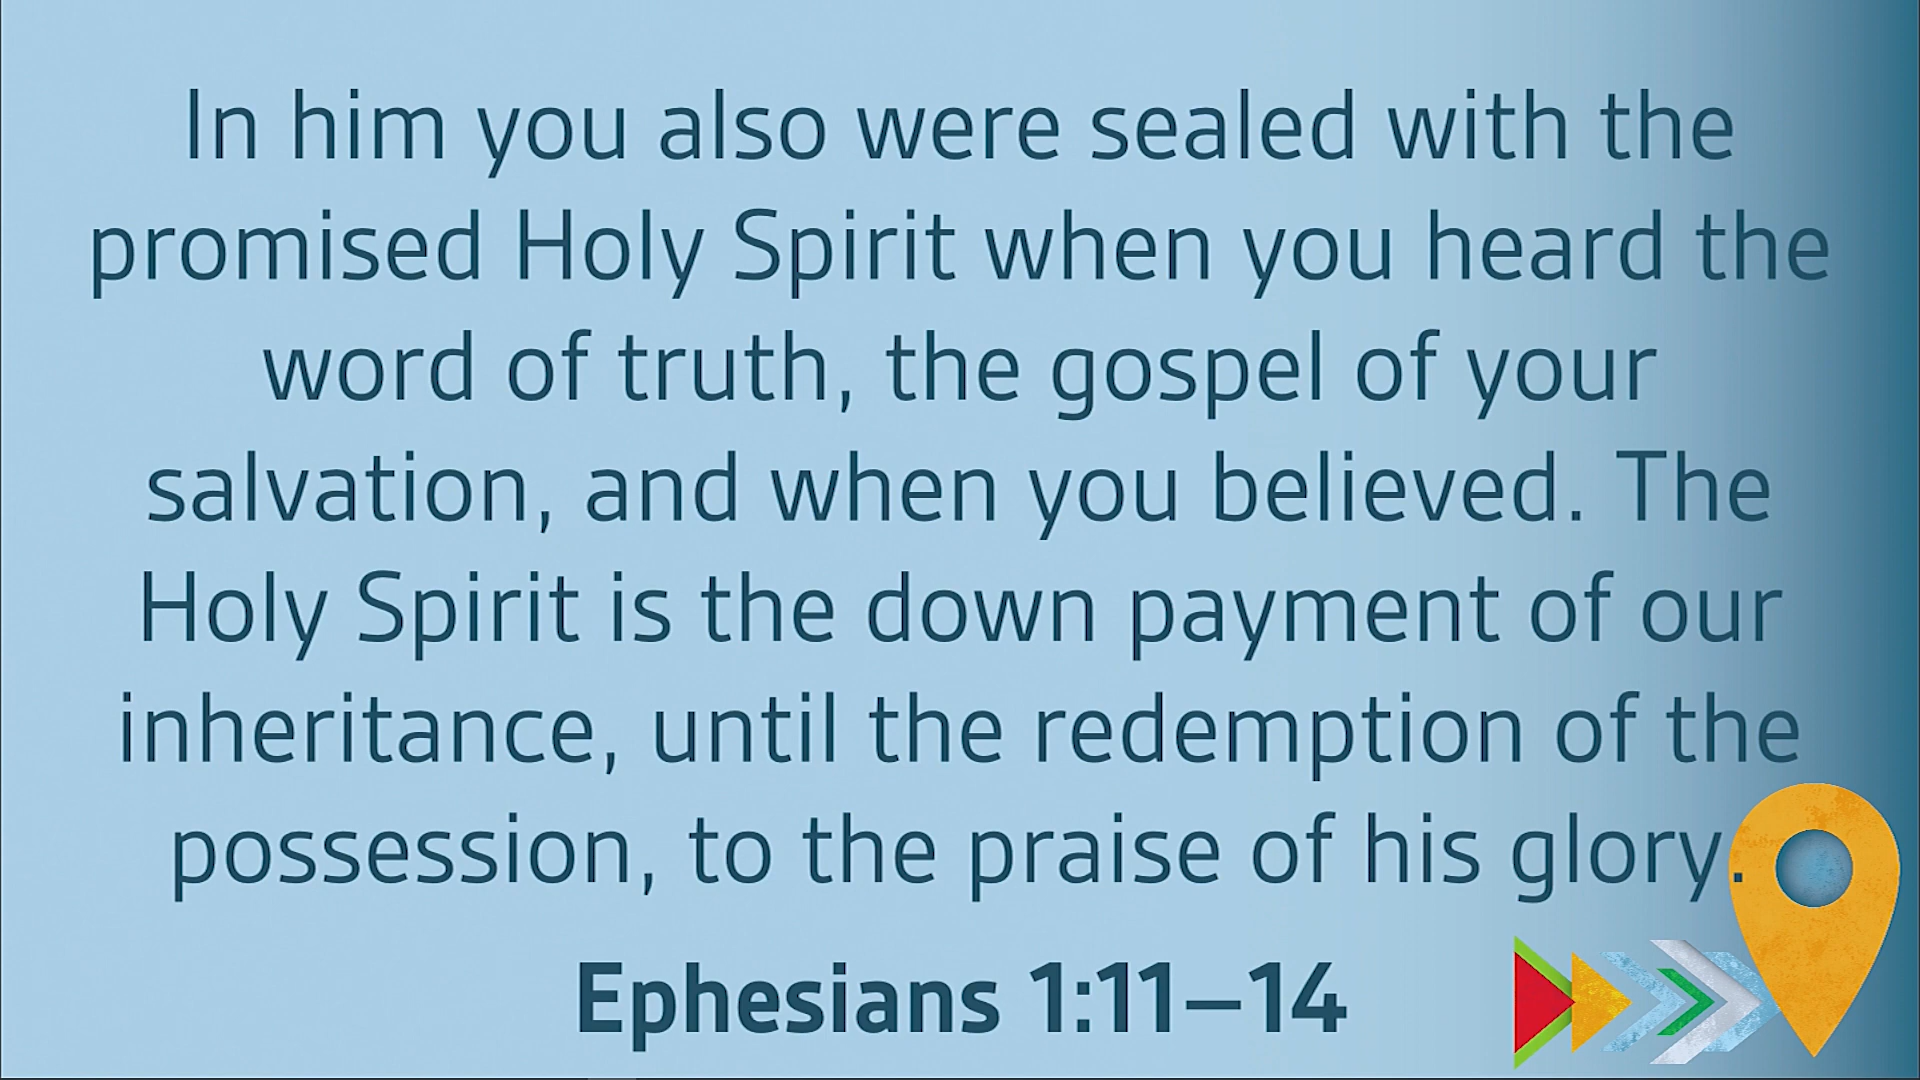 In him you also were sealed with the
promised Holy Spirit when you heard the
word of truth, the gospel of your
salvation, and when you believed. The
Holy Spirit is the down payment of our
inheritance, until the redemption of the
possession, to the praise of his glory.
Ephesians 1:11–14